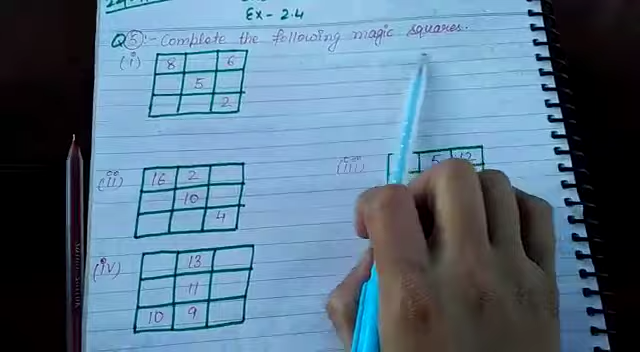 Ex- 2.4
Q5:- Complete the following magic squares.
(i)
8 6
5
2
(ii)
16 2
10
4
(iii)
5 12
(iv)
13
11
10 9